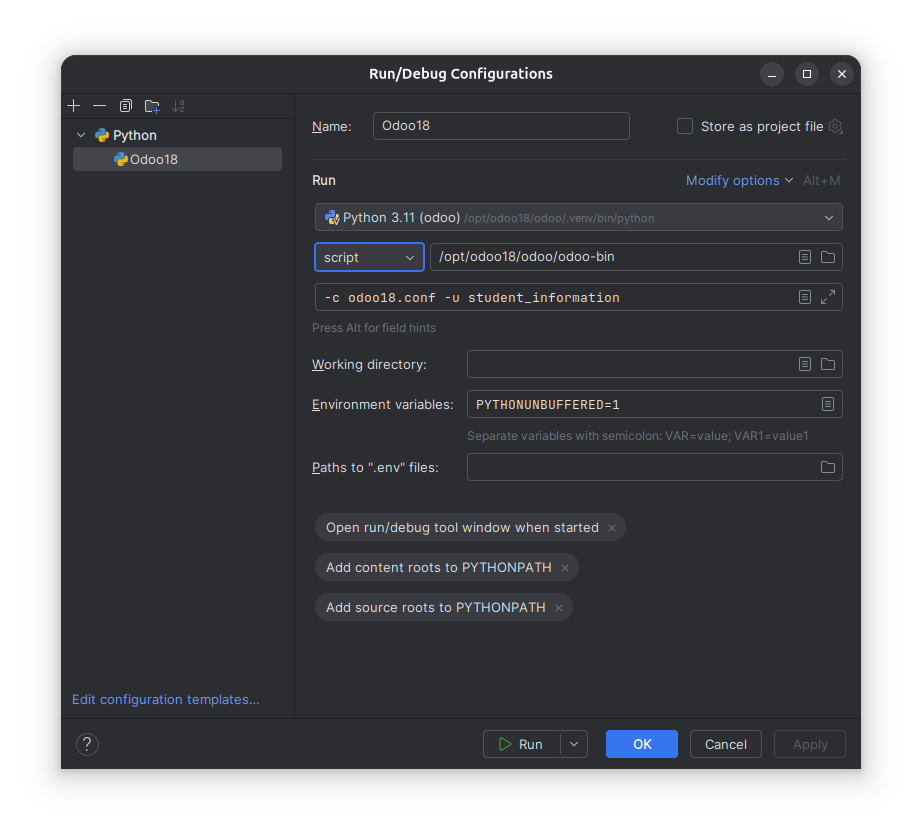 Run/Debug Configurations
Python
Odoo18
Name:
Odoo18
Store as project file
Run
Modify options
Alt+M
Python 3.11 (odoo) /opt/odoo18/odoo/.venv/bin/python
script
/opt/odoo18/odoo/odoo-bin
-c odoo18.conf -u student_information
Press Alt for field hints
Working directory:
Environment variables:
PYTHONUNBUFFERED=1
Separate variables with semicolon: VAR=value; VAR1=value1
Paths to ".env" files:
Open run/debug tool window when started
Add content roots to PYTHONPATH
Add source roots to PYTHONPATH
Edit configuration templates...
?
Run
OK
Cancel
Apply